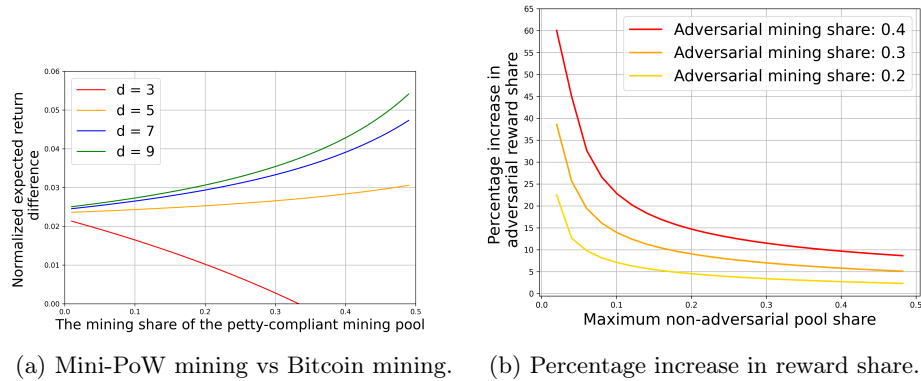 0.06
0.05
0.04
0.03
0.02
0.01
0.00
Normalized expected return
difference
d = 3
d = 5
d = 7
d = 9
0.0 0.1 0.2 0.3 0.4 0.5
The mining share of the petty-compliant mining pool
(a) Mini-PoW mining vs Bitcoin mining.
65
60
55
50
45
40
35
30
25
20
15
10
5
0
Percentage increase in
adversarial reward share
Adversarial mining share: 0.4
Adversarial mining share: 0.3
Adversarial mining share: 0.2
0.0 0.1 0.2 0.3 0.4 0.5
Maximum non-adversarial pool share
(b) Percentage increase in reward share.